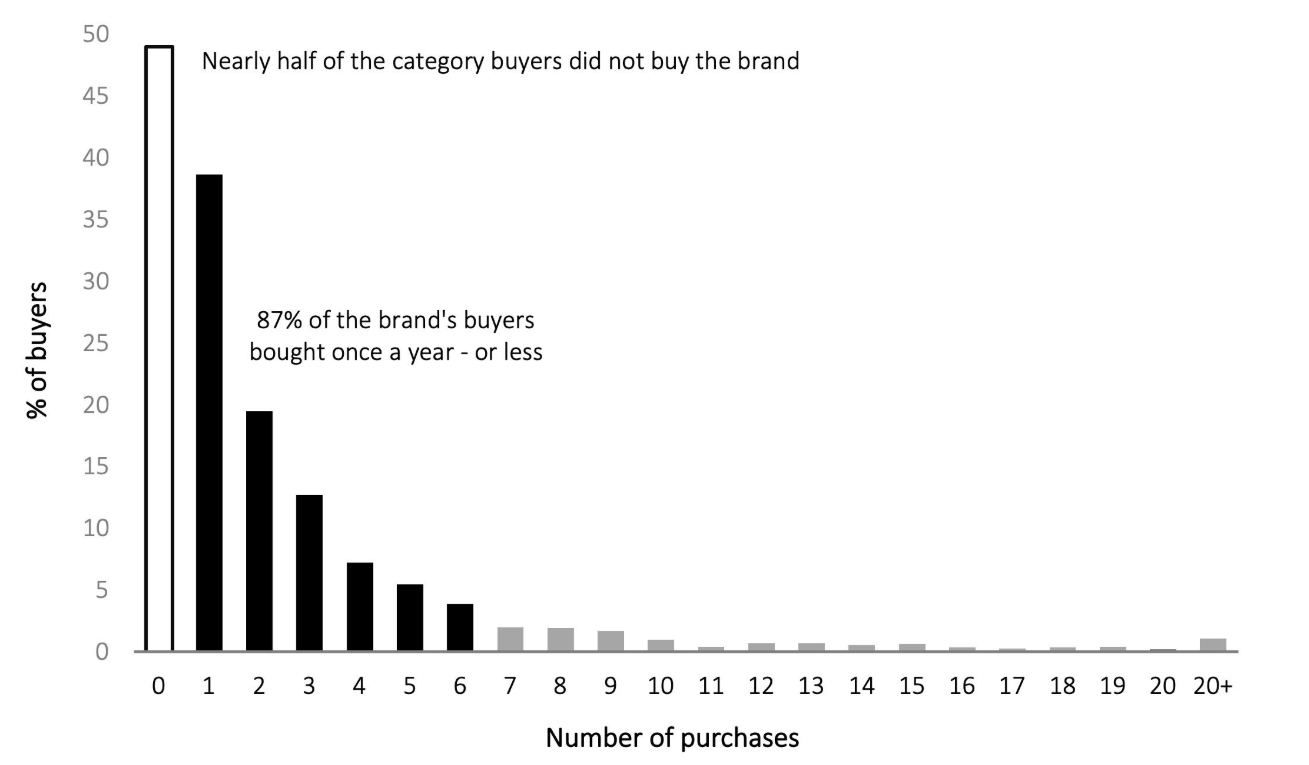 50
Nearly half of the category buyers did not buy the brand
45
40
35
30
87% of the brand's buyers
bought once a year - or less
25
20
15
10
5
0
% of buyers
0 1 2 3 4 5 6 7 8 9 10 11 12 13 14 15 16 17 18 19 20 20+
Number of purchases